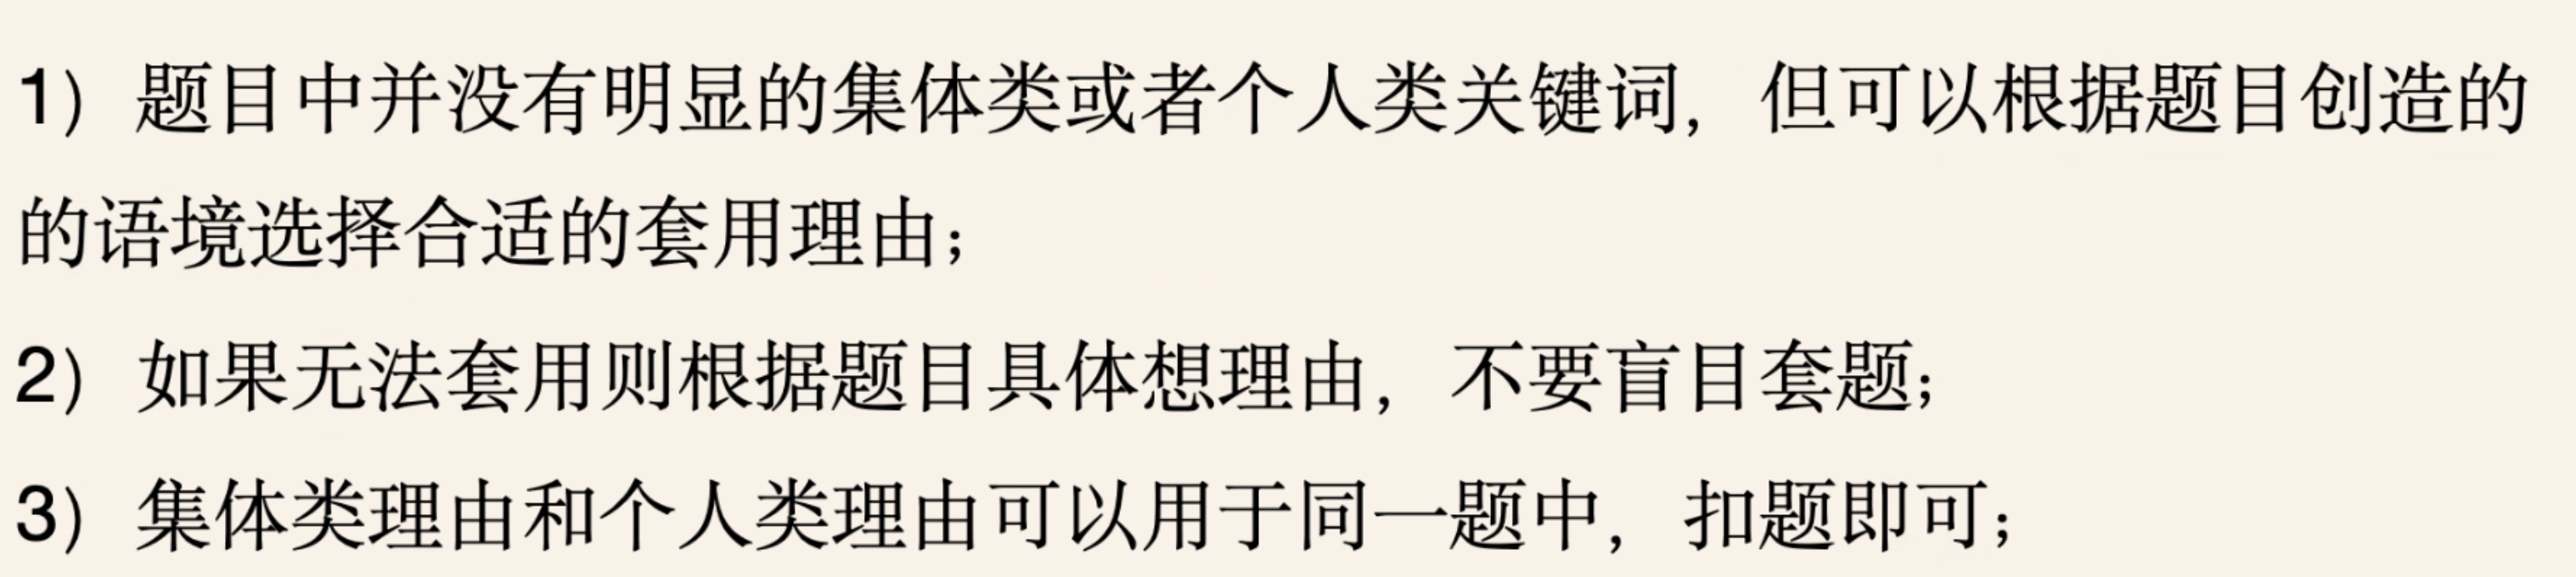 1） 题目中并没有明显的集体类或者个人类关键词，但可以根据题目创造的
的语境选择合适的套用理由；
2） 如果无法套用则根据题目具体想理由，不要盲目套题；
3） 集体类理由和个人类理由可以用于同一题中，扣题即可；